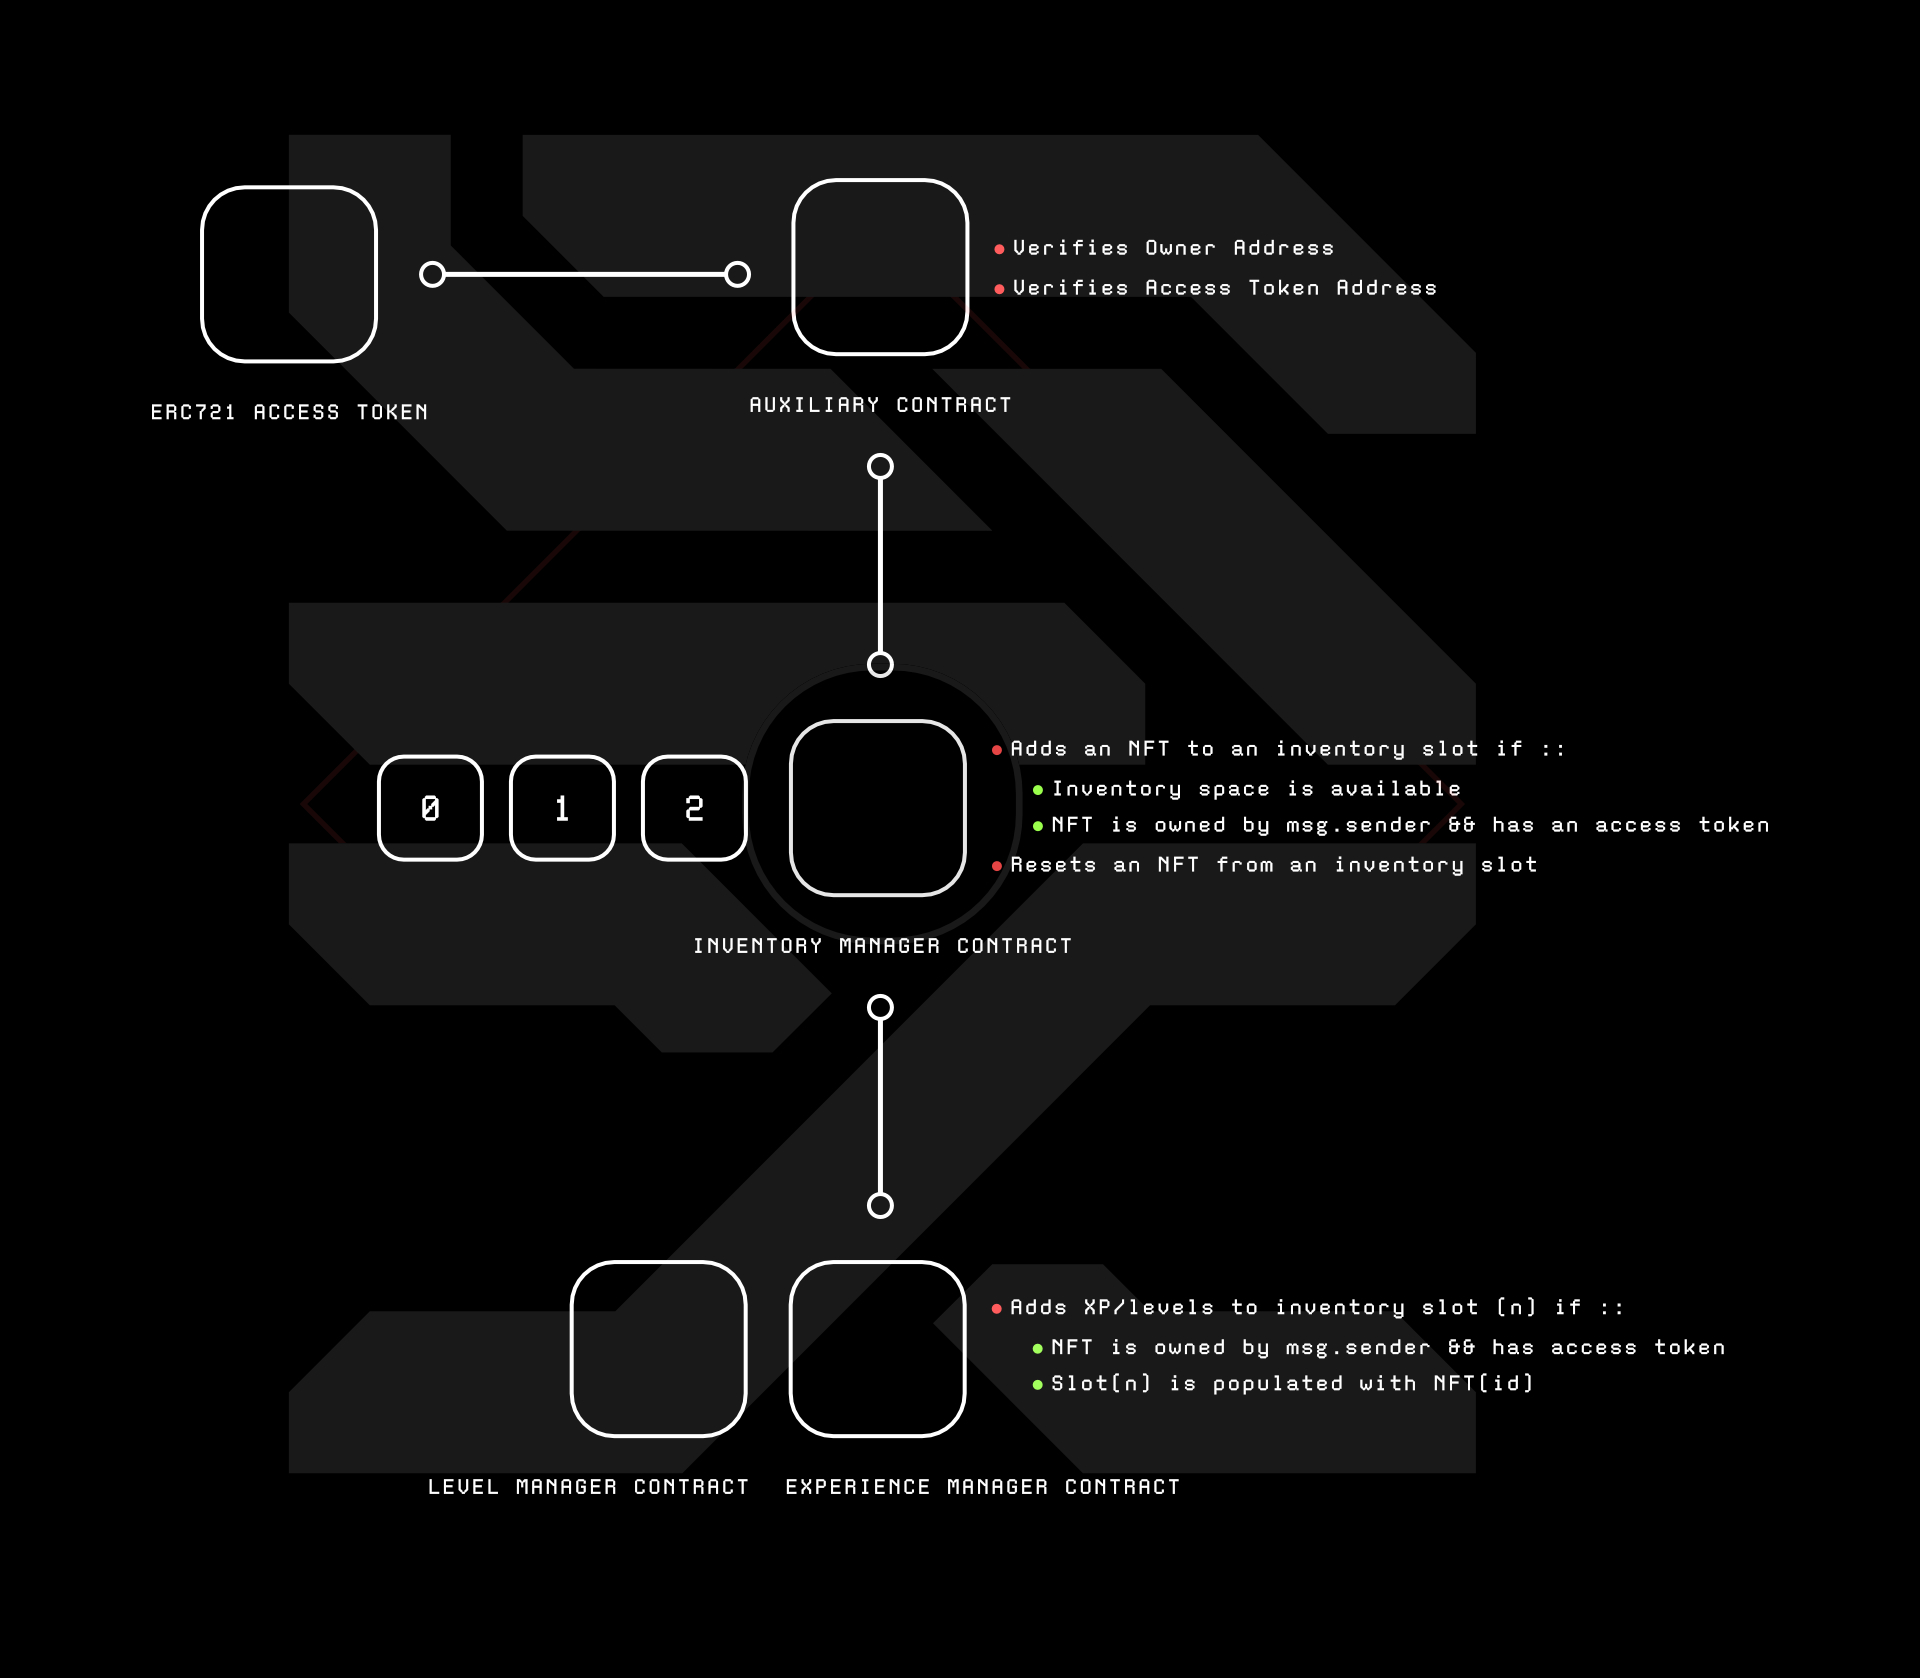 Verifies Owner Address
Verifies Access Token Address
ERC721 ACCESS TOKEN
AUXILIARY CONTRACT
0
1
2
Adds an NFT to an inventory slot if ::
Inventory space is available
NFT is owned by msg.sender && has an access token
Resets an NFT from an inventory slot
INVENTORY MANAGER CONTRACT
Adds XP/levels to inventory slot [n] if ::
NFT is owned by msg.sender && has access token
Slot[n] is populated with NFT[id]
LEVEL MANAGER CONTRACT
EXPERIENCE MANAGER CONTRACT